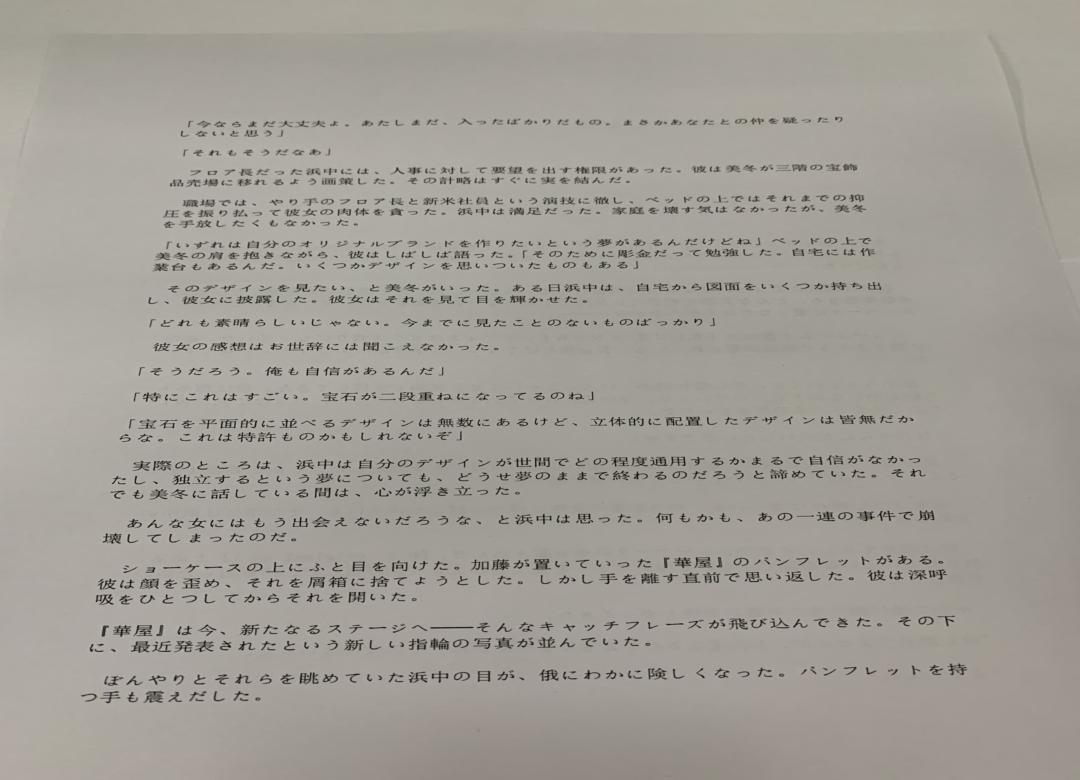 「今ならまだ大丈夫よ。あたしまだ、入ったばかりだもの。まさかあなたとの仲を疑ったり
しないと思う」
「それもそうだなあ」
フロア長だった浜中には、人事に対して要望を出す権限があった。彼は美冬が三階の宝飾
品売場に移れるよう画策した。その計略はすぐに実を結んだ。
職場では、やり手のフロア長と新米社員という演技に徹し、ベッドの上ではそれまでの抑
圧を振り払って彼女の肉体を貪った。浜中は満足だった。家庭を壊す気はなかったが、美冬
を手放したくもなかった。
「いずれは自分のオリジナルブランドを作りたいという夢があるんだけどね」ベッドの上で
美冬の肩を抱きながら、彼はしばしば語った。「そのために彫金だって勉強した。自宅には作
業台もあるんだ。いくつかデザインを思いついたものもある」
そのデザインを見たい、と美冬がいった。ある日浜中は、自宅から図面をいくつか持ち出
し、彼女に披露した。彼女はそれを見て目を輝かせた。
「どれも素晴らしいじゃない。今までに見たことのないものばっかり」
彼女の感想はお世辞には聞こえなかった。
「そうだろう。俺も自信があるんだ」
「特にこれはすごい。宝石が二段重ねになってるのね」
「宝石を平面的に並べるデザインは無数にあるけど、立体的に配置したデザインは皆無だか
らな。これは特許ものかもしれないぞ」
実際のところは、浜中は自分のデザインが世間でどの程度通用するかまるで自信がなかっ
たし、独立するという夢についても、どうせ夢のままで終わるのだろうと諦めていた。それ
でも美冬に話している間は、心が浮き立った。
あんな女にはもう出会えないだろうな、と浜中は思った。何もかも、あの一連の事件で崩
壊してしまったのだ。
ショーケースの上にふと目を向けた。加藤が置いていった『華屋』のパンフレットがある。
彼は顔を歪め、それを屑箱に捨てようとした。しかし手を離す直前で思い返した。彼は深呼
吸をひとつしてからそれを開いた。
『華屋』は今、新たなるステージへ――そんなキャッチフレーズが飛び込んできた。その下
に、最近発表されたという新しい指輪の写真が並んでいた。
ぼんやりとそれらを眺めていた浜中の目が、俄にわかに険しくなった。パンフレットを持
つ手も震えだした。